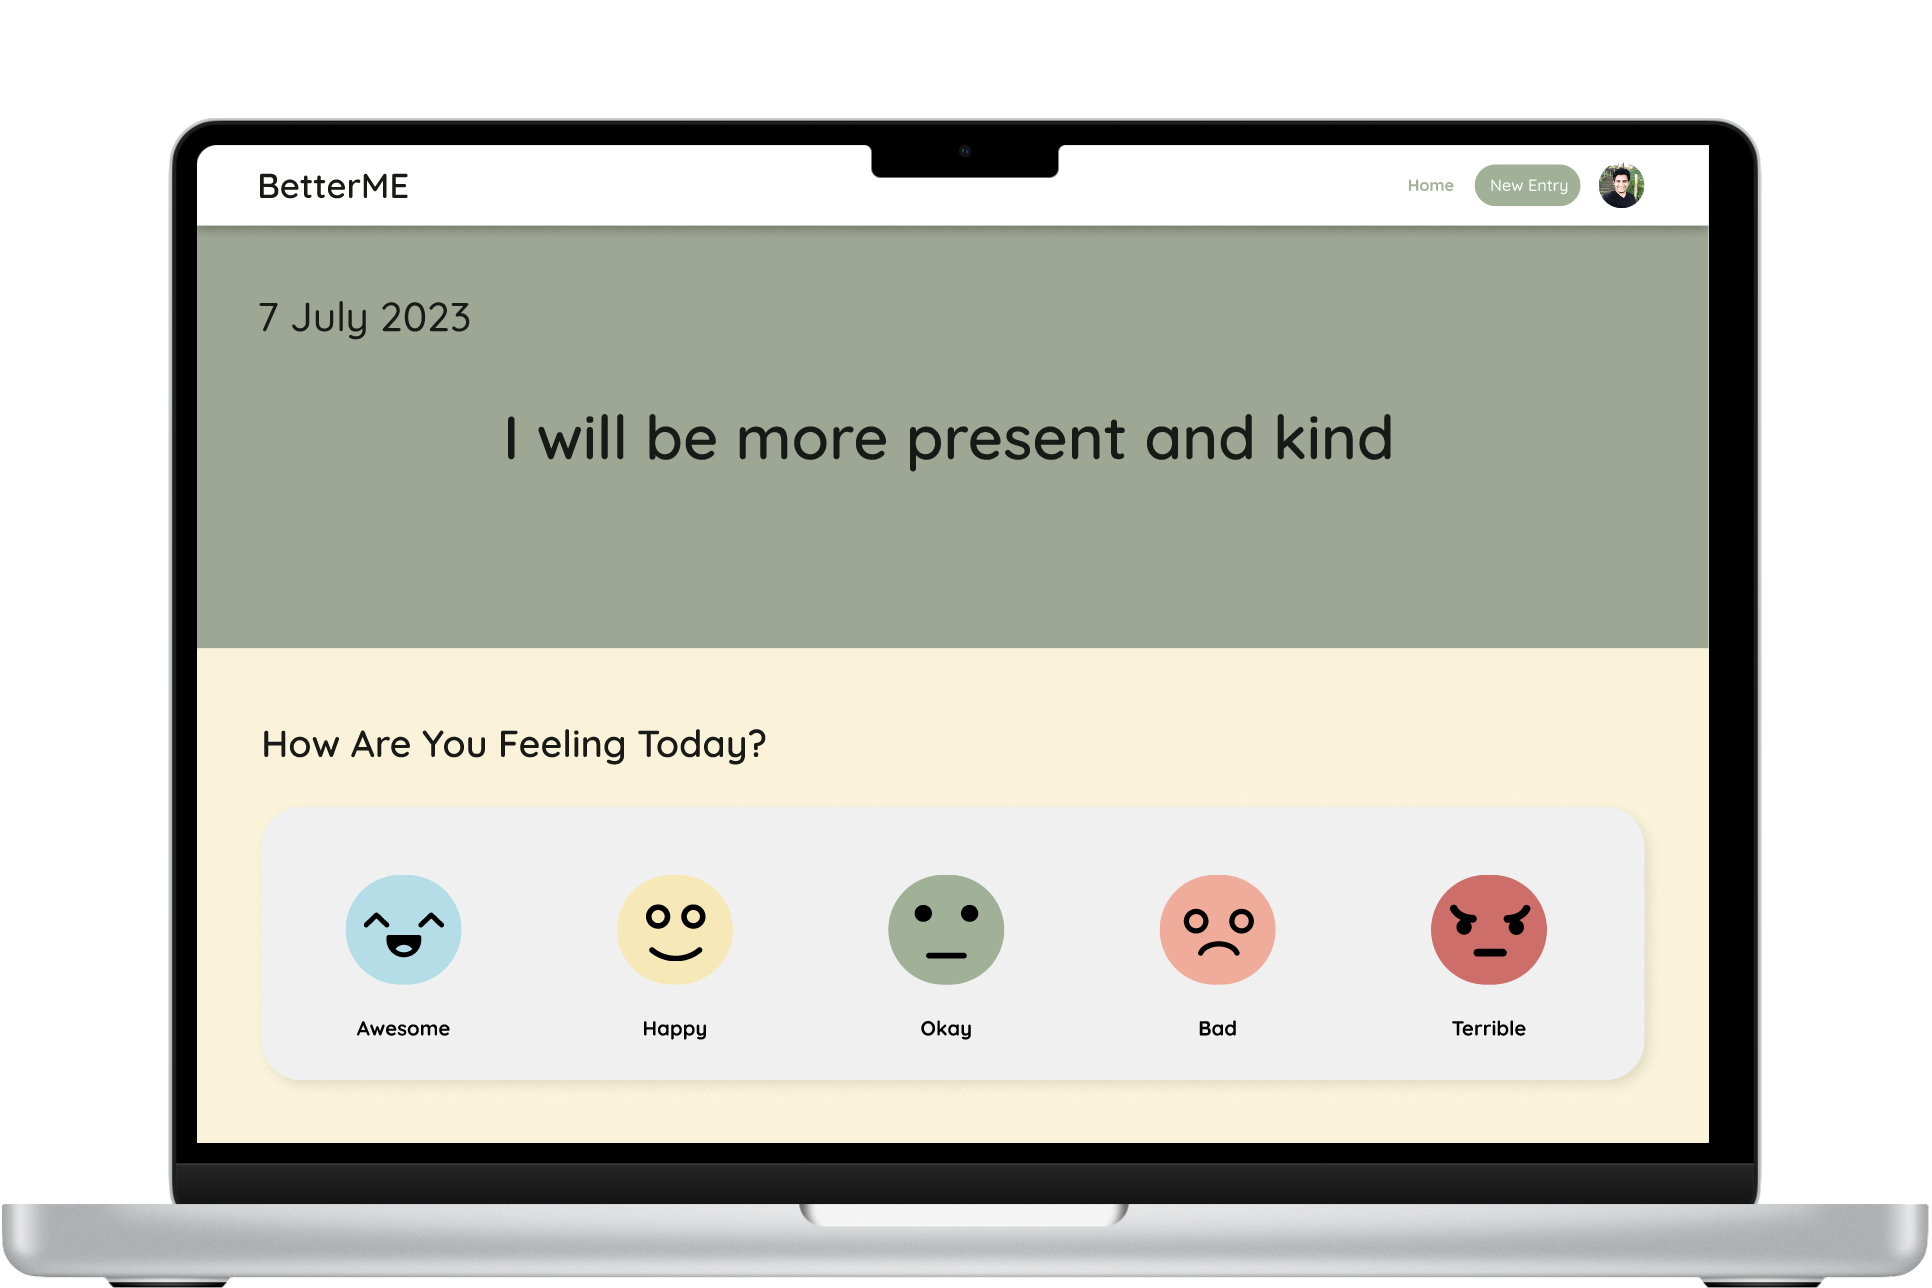 BetterME
Home
New Entry
7 July 2023
I will be more present and kind
How Are You Feeling Today?
Awesome
Happy
Okay
Bad
Terrible